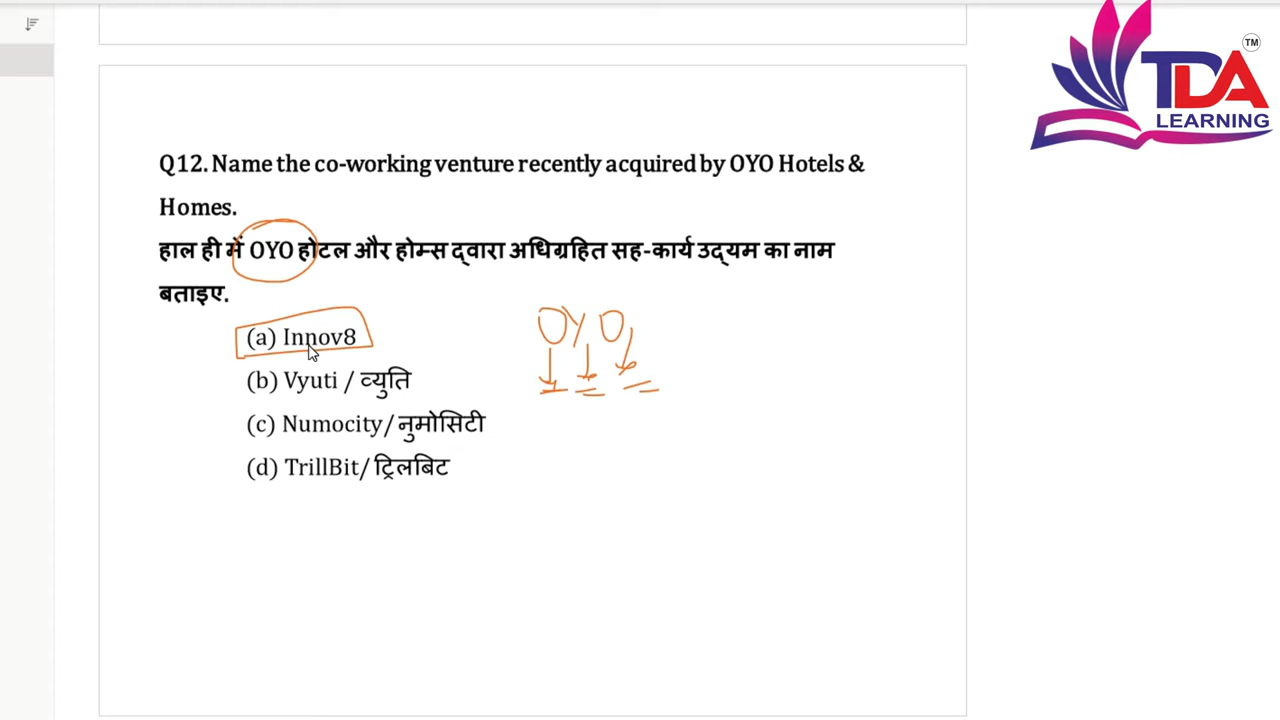 TDA
TM
LEARNING
Q12. Name the co-working venture recently acquired by OYO Hotels &
Homes.
हाल ही में OYO होटल और होम्स द्वारा अधिग्रहित सह-कार्य उद्यम का नाम
बताइए.
(a) Innov8
OYO
(b) Vyuti / व्युति
(c) Numocity/ नुमोसिटी
(d) TrillBit/ ट्रिलबिट